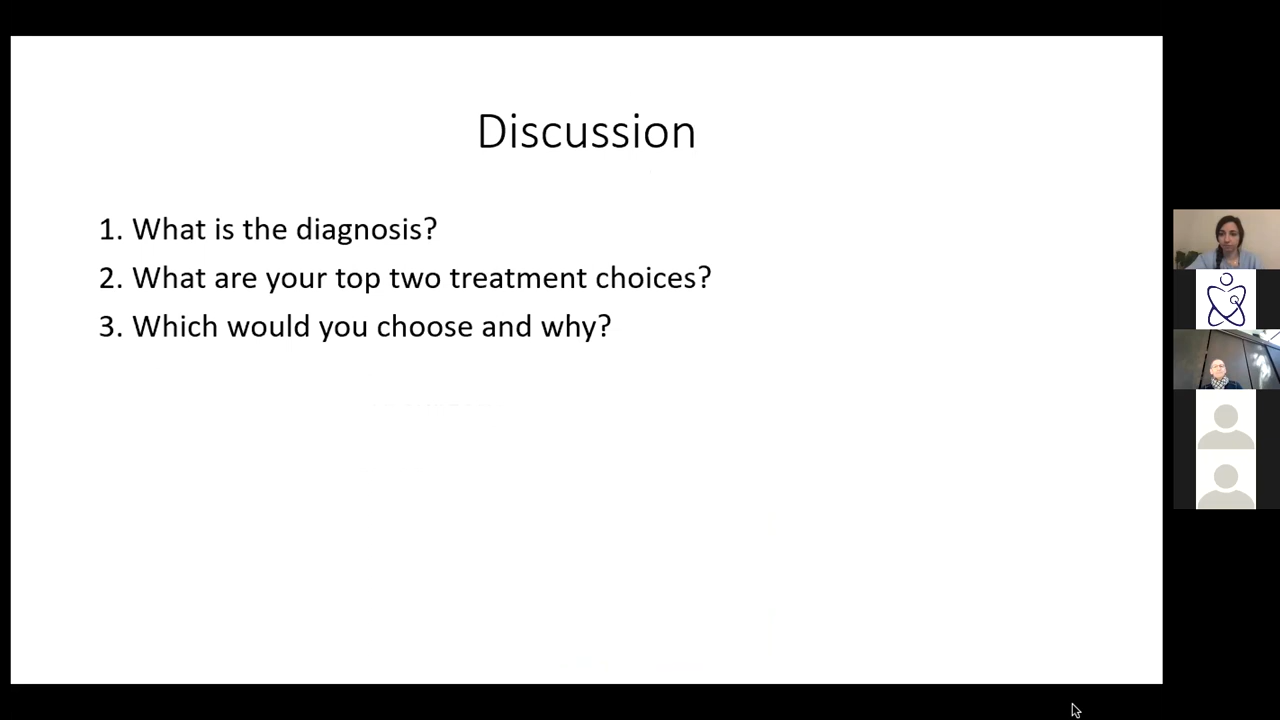 Discussion
1. What is the diagnosis?
2. What are your top two treatment choices?
3. Which would you choose and why?